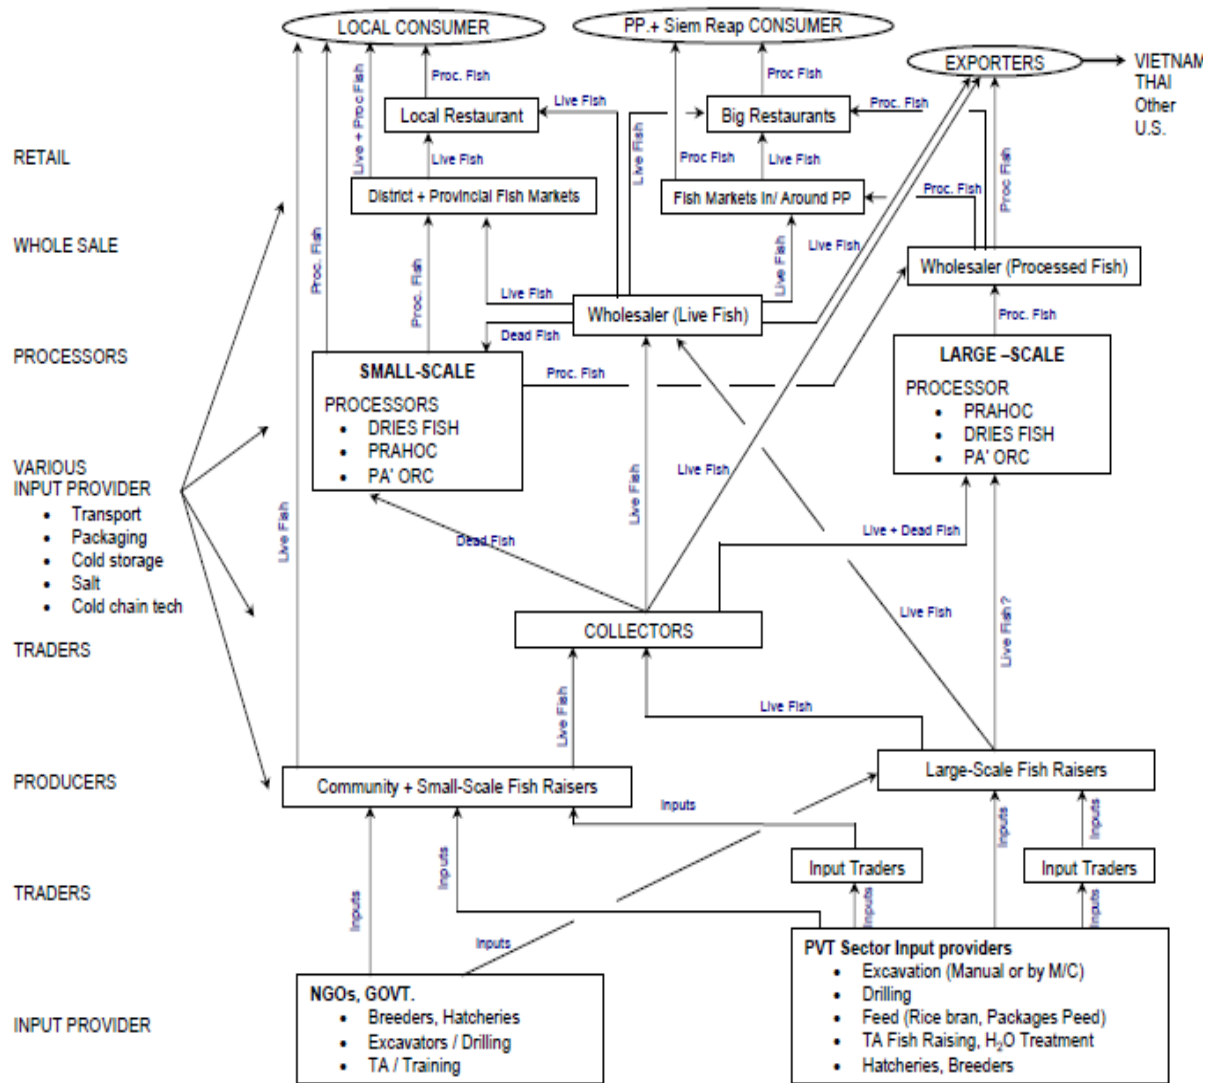 LOCAL CONSUMER
PP.+ Siem Reap CONSUMER
EXPORTERS
VIETNAM
THAI
Other
U.S.
Proc. Fish
Proc Fish
Live + Proc Fish
Live Fish
Proc. Fish
Local Restaurant
Big Restaurants
Live Fish
RETAIL
Live Fish
Proc Fish
Live Fish
Proc Fish
District + Provincial Fish Markets
Fish Markets In/ Around PP
Proc. Fish
WHOLE SALE
Proc. Fish
Proc. Fish
Live Fish
Live Fish
Live Fish
Wholesaler (Processed Fish)
Wholesaler (Live Fish)
Proc. Fish
Dead Fish
PROCESSORS
SMALL-SCALE
PROCESSORS
• DRIES FISH
• PRAHOC
• PA' ORC
Proc. Fish
LARGE –SCALE
PROCESSOR
• PRAHOC
• DRIES FISH
• PA' ORC
VARIOUS
INPUT PROVIDER
• Transport
• Packaging
• Cold storage
• Salt
• Cold chain tech
Live Fish
Live Fish
Live Fish
Dead Fish
Live + Dead Fish
Live Fish
Live Fish?
COLLECTORS
TRADERS
Live Fish
Live Fish
PRODUCERS
Community + Small-Scale Fish Raisers
Large-Scale Fish Raisers
Inputs
Inputs
Inputs
Input Traders
Input Traders
TRADERS
Inputs
Inputs
Inputs
Inputs
Inputs
NGOs, GOVT.
• Breeders, Hatcheries
• Excavators / Drilling
• TA / Training
PVT Sector Input providers
• Excavation (Manual or by M/C)
• Drilling
• Feed (Rice bran, Packages Peed)
• TA Fish Raising, H₂O Treatment
• Hatcheries, Breeders
INPUT PROVIDER